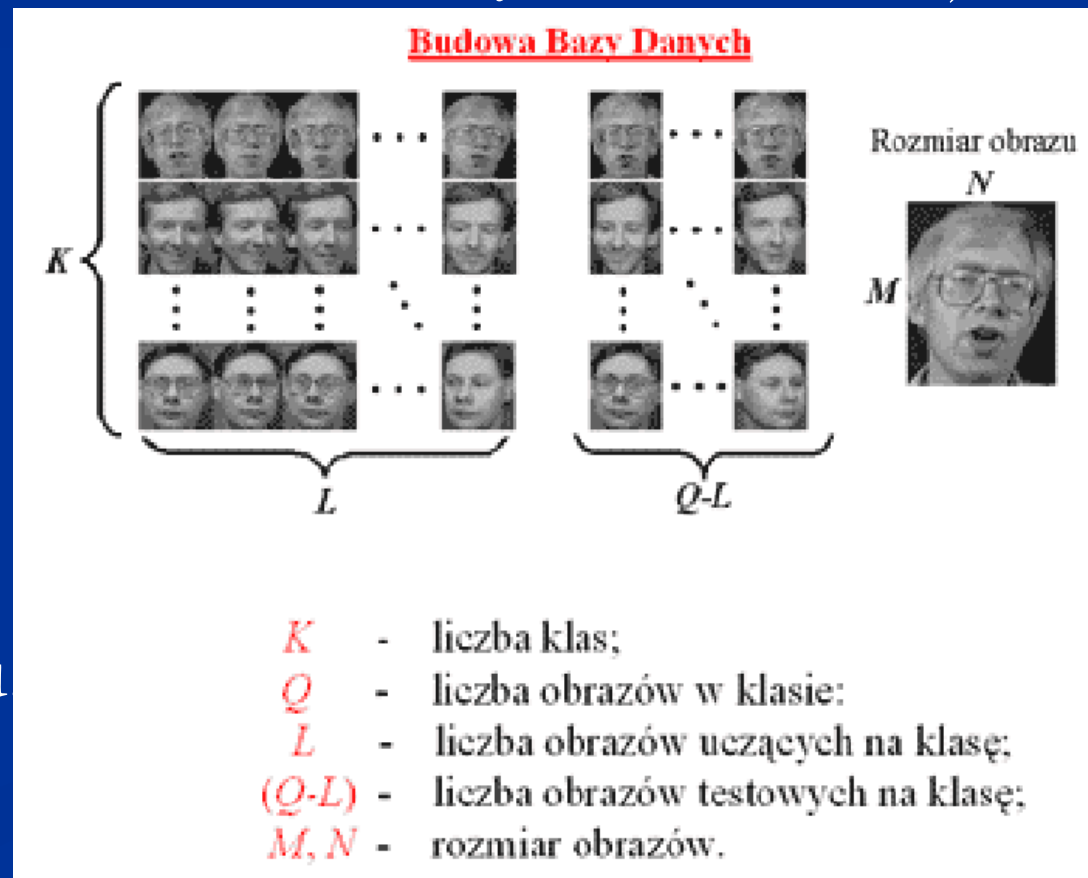 Budowa Bazy Danych
Rozmiar obrazu
N
K
M
L
Q-L
K - liczba klas;
Q - liczba obrazów w klasie:
L - liczba obrazów uczących na klasę;
(Q-L) - liczba obrazów testowych na klasę;
M, N - rozmiar obrazów.